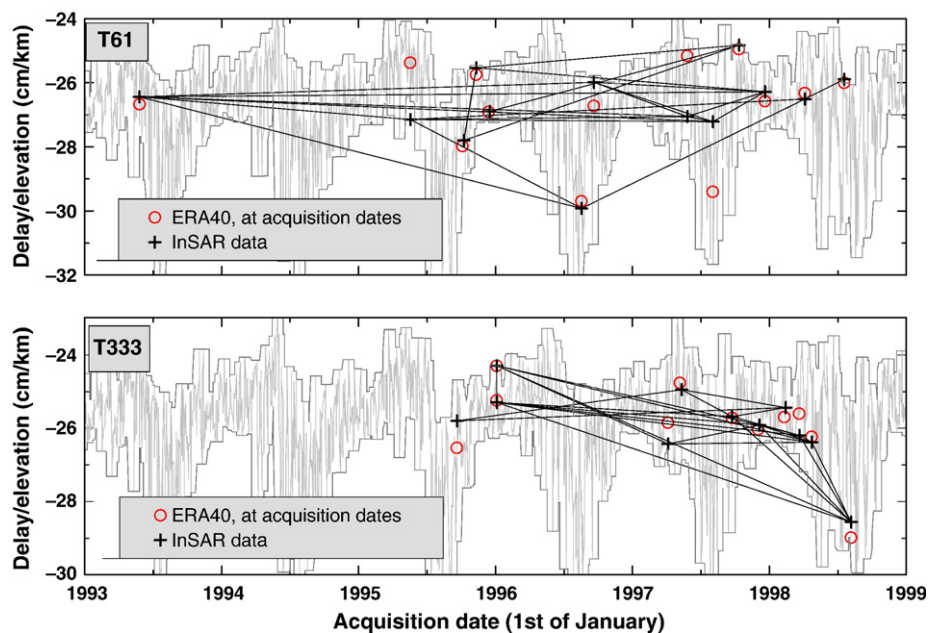 −24
T61
−26
−28
−30
−32
Delay/elevation (cm/km)
ERA40, at acquisition dates
InSAR data
T333
−24
−26
−28
−30
Delay/elevation (cm/km)
ERA40, at acquisition dates
InSAR data
1993 1994 1995 1996 1997 1998 1999
Acquisition date (1st of January)